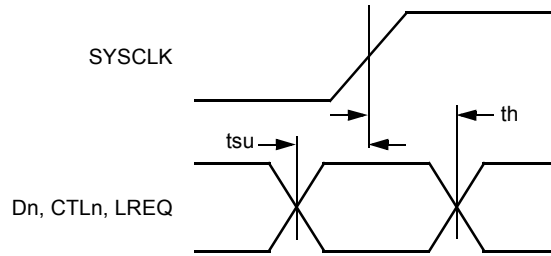 SYSCLK
th
tsu
Dn, CTLn, LREQ